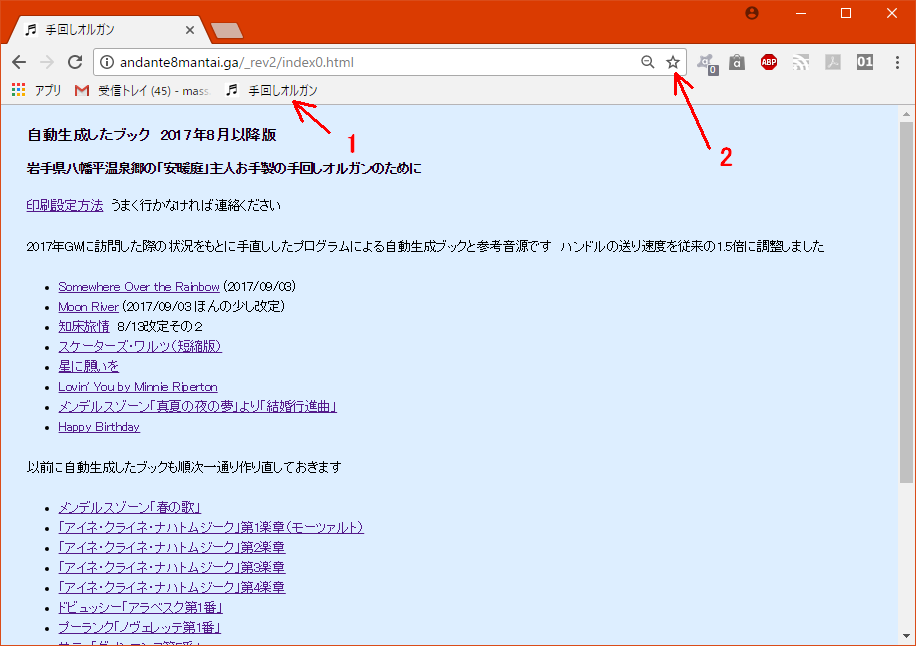 手回しオルガン
andante8mantai.ga/_rev2/index0.html
0
a
ABP
01
アプリ
受信トレイ (45) - mass
手回しオルガン
1
2
自動生成したブック 2017年8月以降版
岩手県八幡平温泉郷の「安暖庭」主人お手製の手回しオルガンのために
印刷設定方法 うまく行かなければ連絡ください
2017年GWに訪問した際の状況をもとに手直ししたプログラムによる自動生成ブックと参考音源です ハンドルの送り速度を従来の1.5倍に調整しました
• Somewhere Over the Rainbow (2017/09/03)
• Moon River (2017/09/03 ほんの少し改定)
• 知床旅情 8/13改定その2
• スケーターズ・ワルツ(短縮版)
• 星に願いを
• Lovin' You by Minnie Riperton
• メンデルスゾーン「真夏の夜の夢」より「結婚行進曲」
• Happy Birthday
以前に自動生成したブックも順次一通り作り直しておきます
• メンデルスゾーン「春の歌」
• 「アイネ・クライネ・ナハトムジーク」第1楽章(モーツァルト)
• 「アイネ・クライネ・ナハトムジーク」第2楽章
• 「アイネ・クライネ・ナハトムジーク」第3楽章
• 「アイネ・クライネ・ナハトムジーク」第4楽章
• ドビュッシー「アラベスク第1番」
• プーランク「ノヴェレッテ第1番」